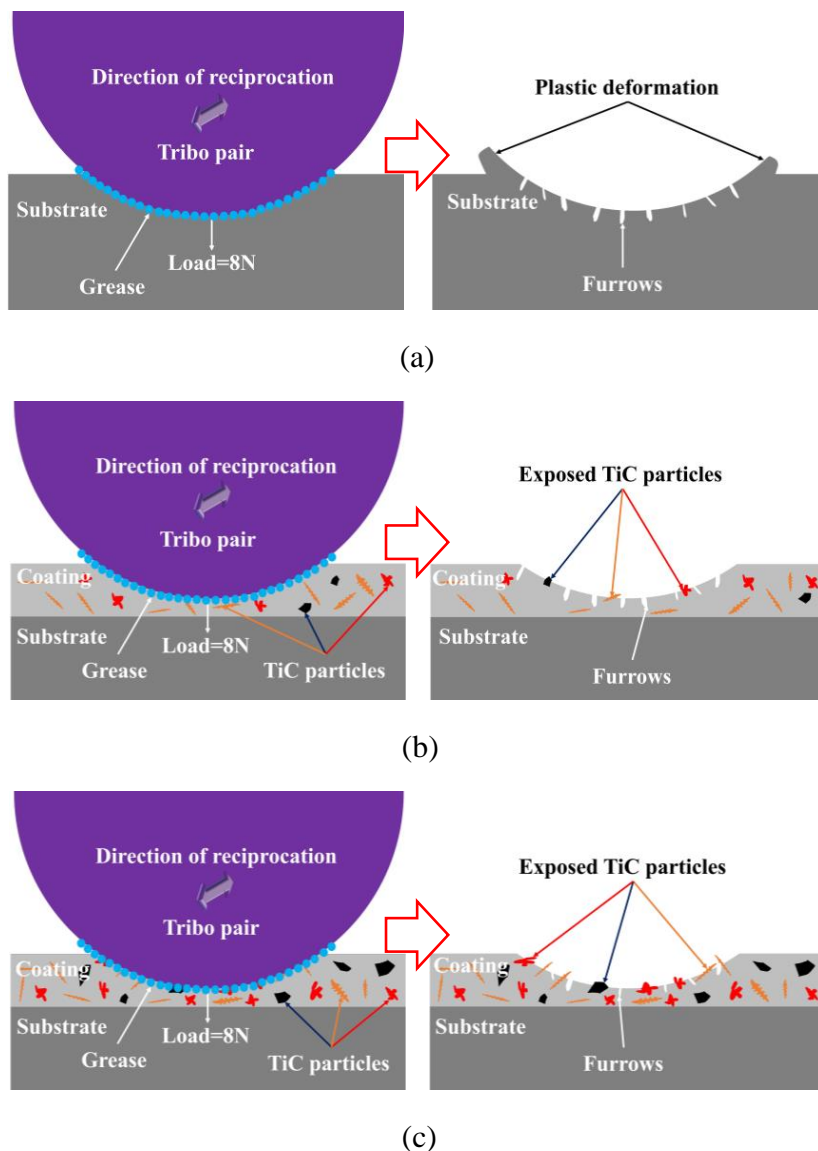 Direction of reciprocation
Tribo pair
Substrate
Load=8N
Grease
Plastic deformation
Substrate
Furrows
(a)
Direction of reciprocation
Tribo pair
Coating
Substrate
Load=8N
Grease
TiC particles
Exposed TiC particles
Coating
Substrate
Furrows
(b)
Direction of reciprocation
Tribo pair
Coating
Substrate
Load=8N
Grease
TiC particles
Exposed TiC particles
Coating
Substrate
Furrows
(c)